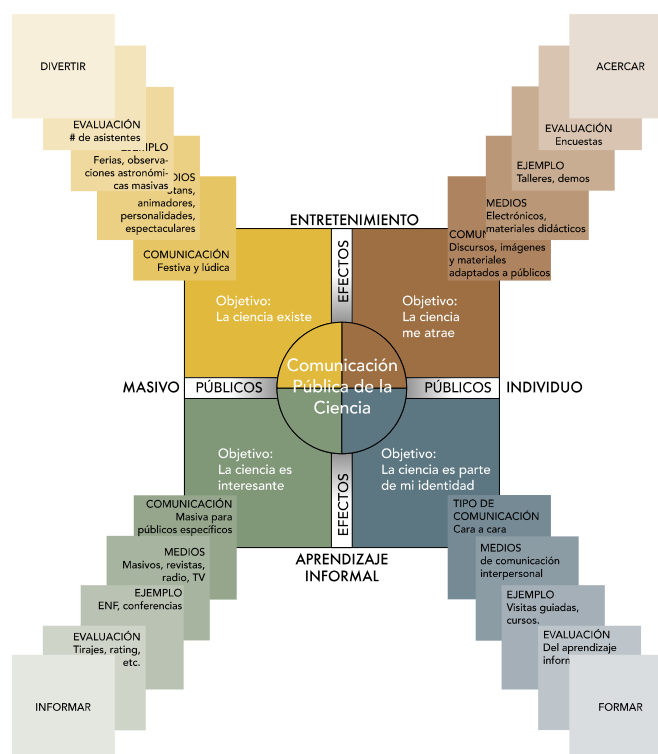 DIVERTIR
EVALUACIÓN
# de asistentes
Ferias, observa-
ciones astronómi-
cas masivas
animadores,
personalidades,
espectaculares
COMUNICACIÓN
Festiva y lúdica
ACERCAR
EVALUACIÓN
Encuestas
EJEMPLO
Talleres, demos
MEDIOS
Electrónicos,
materiales didácticos
Discursos, imágenes
y materiales
adaptados a públicos
ENTRETENIMIENTO
EFECTOS
Objetivo:
La ciencia existe
Objetivo:
La ciencia
me atrae
Comunicación
Pública de la
Ciencia
MASIVO
PÚBLICOS
PÚBLICOS
INDIVIDUO
Objetivo:
La ciencia es
interesante
Objetivo:
La ciencia es parte
de mi identidad
EFECTOS
APRENDIZAJE
INFORMAL
COMUNICACIÓN
Masiva para
públicos específicos
MEDIOS
Masivos, revistas,
radio, TV
EJEMPLO
ENF, conferencias
EVALUACIÓN
Tirajes, rating,
etc.
INFORMAR
TIPO DE
COMUNICACIÓN
Cara a cara
MEDIOS
de comunicación
interpersonal
EJEMPLO
Visitas guiadas,
cursos.
EVALUACIÓN
Del aprendizaje
FORMAR